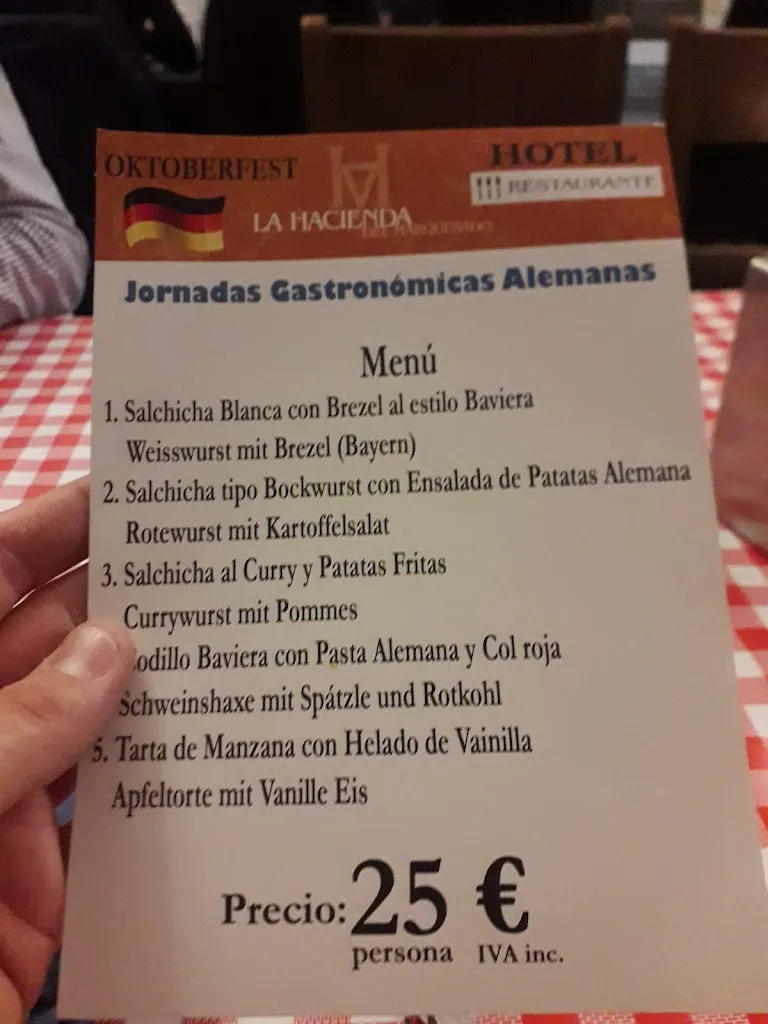 OKTOBERFEST
HOTEL
RESTAURANTE
LA HACIENDA
DEL MARQUESADO
Jornadas Gastronómicas Alemanas
Menú
1. Salchicha Blanca con Brezel al estilo Baviera
Weisswurst mit Brezel (Bayern)
2. Salchicha tipo Bockwurst con Ensalada de Patatas Alemana
Rotewurst mit Kartoffelsalat
3. Salchicha al Curry y Patatas Fritas
Currywurst mit Pommes
odillo Baviera con Pasta Alemana y Col roja
Schweinshaxe mit Spátzle und Rotkohl
5. Tarta de Manzana con Helado de Vainilla
Apfeltorte mit Vanille Eis
Precio: 25 €
persona IVA inc.